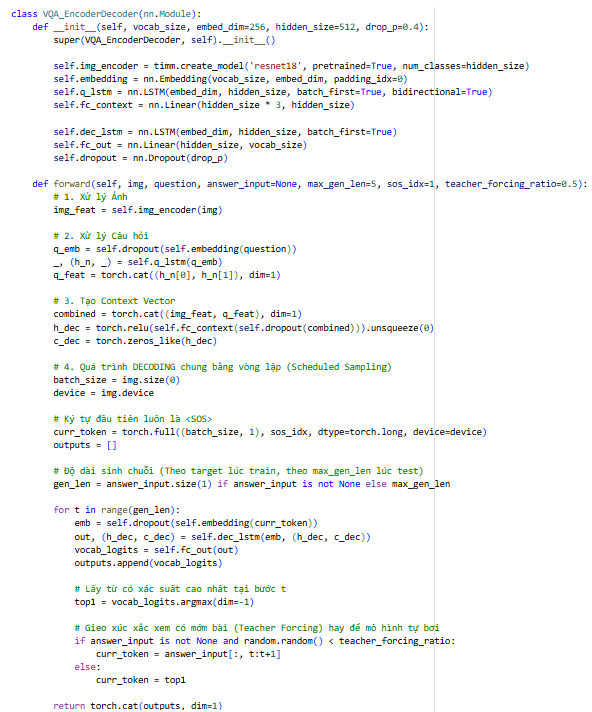 class VQA_EncoderDecoder(nn.Module):
    def __init__(self, vocab_size, embed_dim=256, hidden_size=512, drop_p=0.4):
        super(VQA_EncoderDecoder, self).__init__()

        self.img_encoder = timm.create_model('resnet18', pretrained=True, num_classes=hidden_size)
        self.embedding = nn.Embedding(vocab_size, embed_dim, padding_idx=0)
        self.q_lstm = nn.LSTM(embed_dim, hidden_size, batch_first=True, bidirectional=True)
        self.fc_context = nn.Linear(hidden_size * 3, hidden_size)

        self.dec_lstm = nn.LSTM(embed_dim, hidden_size, batch_first=True)
        self.fc_out = nn.Linear(hidden_size, vocab_size)
        self.dropout = nn.Dropout(drop_p)

    def forward(self, img, question, answer_input=None, max_gen_len=5, sos_idx=1, teacher_forcing_ratio=0.5):
        # 1. Xử lý Ảnh
        img_feat = self.img_encoder(img)

        # 2. Xử lý Câu hỏi
        q_emb = self.dropout(self.embedding(question))
        _, (h_n, _) = self.q_lstm(q_emb)
        q_feat = torch.cat((h_n[0], h_n[1]), dim=1)

        # 3. Tạo Context Vector
        combined = torch.cat((img_feat, q_feat), dim=1)
        h_dec = torch.relu(self.fc_context(self.dropout(combined))).unsqueeze(0)
        c_dec = torch.zeros_like(h_dec)

        # 4. Quá trình DECODING chung bằng vòng lặp (Scheduled Sampling)
        batch_size = img.size(0)
        device = img.device

        # Ký tự đầu tiên luôn là <SOS>
        curr_token = torch.full((batch_size, 1), sos_idx, dtype=torch.long, device=device)
        outputs = []

        # Độ dài sinh chuỗi (Theo target lúc train, theo max_gen_len lúc test)
        gen_len = answer_input.size(1) if answer_input is not None else max_gen_len

        for t in range(gen_len):
            emb = self.dropout(self.embedding(curr_token))
            out, (h_dec, c_dec) = self.dec_lstm(emb, (h_dec, c_dec))
            vocab_logits = self.fc_out(out)
            outputs.append(vocab_logits)

            # Lấy từ có xác suất cao nhất tại bước t
            top1 = vocab_logits.argmax(dim=-1)

            # Gieo xúc xắc xem có mớm bài (Teacher Forcing) hay để mô hình tự bơi
            if answer_input is not None and random.random() < teacher_forcing_ratio:
                curr_token = answer_input[:, t:t+1]
            else:
                curr_token = top1

        return torch.cat(outputs, dim=1)